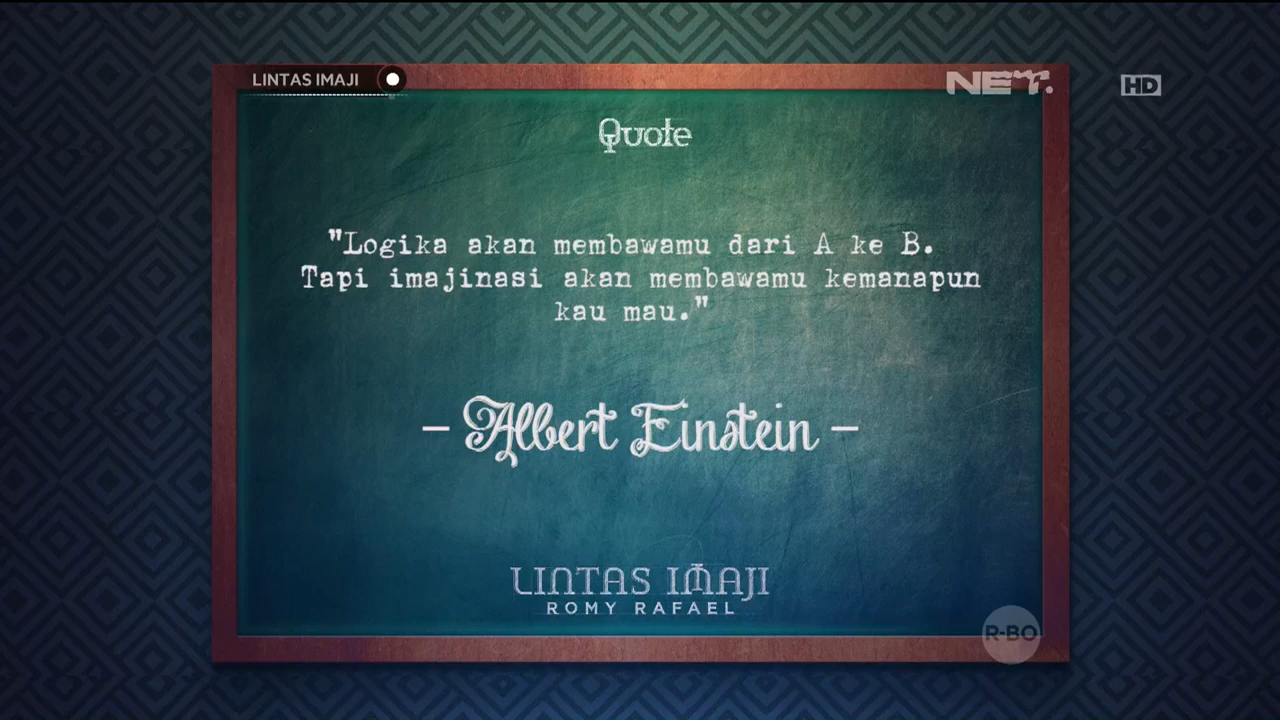 LINTAS IMAJI
NET.
HD
Quote
"Logika akan membawamu dari A ke B.
Tapi imajinasi akan membawamu kemanapun
kau mau."
– Albert Einstein –
LINTAS IMAJI
ROMY RAFAEL
R-BO